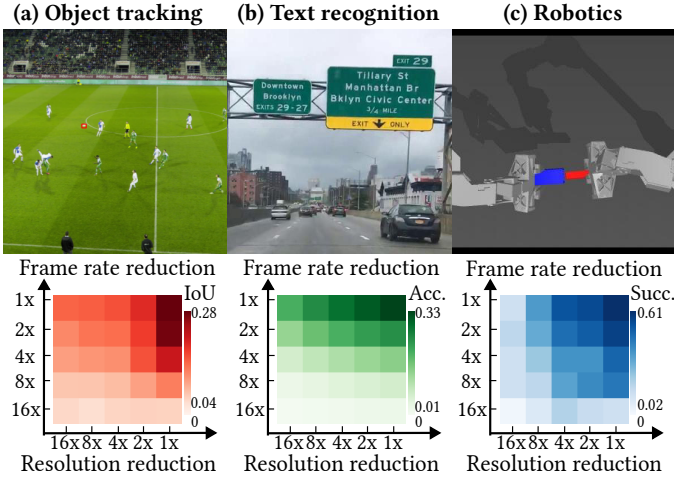 (a) Object tracking
(b) Text recognition
(c) Robotics
EXIT 29
Downtown
Brooklyn
EXITS 29-27
Tillary St
Manhattan Br
Bklyn Civic Center
3/4 MILE
EXIT ONLY
Frame rate reduction
IoU
1x
2x
4x
8x
16x
0.28
0.04
0
16x 8x 4x 2x 1x
Resolution reduction
Frame rate reduction
Acc.
1x
2x
4x
8x
16x
0.33
0.01
0
16x 8x 4x 2x 1x
Resolution reduction
Frame rate reduction
Succ.
1x
2x
4x
8x
16x
0.61
0.02
0
16x 8x 4x 2x 1x
Resolution reduction